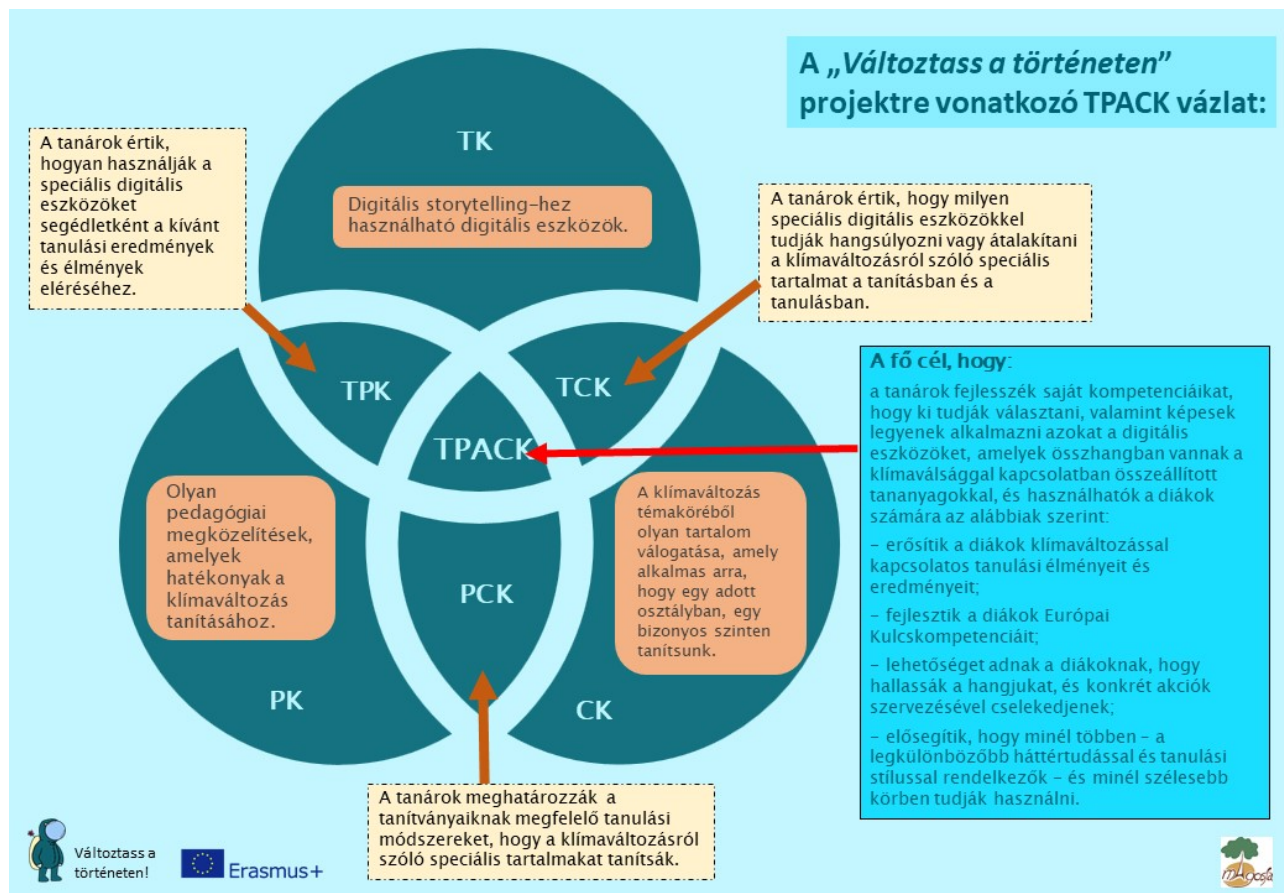 A „Változtass a történeten”
projektre vonatkozó TPACK vázlat:
TK
Digitális storytelling-hez
használható digitális eszközök.
A tanárok értik,
hogyan használják a
speciális digitális
eszközöket
segédletként a kívánt
tanulási eredmények
és élmények
eléréséhez.
A tanárok értik, hogy milyen
speciális digitális eszközökkel
tudják hangsúlyozni vagy átalakítani
a klímaváltozásról szóló speciális
tartalmat a tanításban és a
tanulásban.
TPK
TCK
TPACK
A fő cél, hogy:
a tanárok fejlesszék saját kompetenciáikat,
hogy ki tudják választani, valamint képesek
legyenek alkalmazni azokat a digitális
eszközöket, amelyek összhangban vannak a
klímaválsággal kapcsolatban összeállított
tananyagokkal, és használhatók a diákok
számára az alábbiak szerint:
– erősítik a diákok klímaváltozással
kapcsolatos tanulási élményeit és
eredményeit;
– fejlesztik a diákok Európai
Kulcskompetenciáit;
– lehetőséget adnak a diákoknak, hogy
hallassák a hangjukat, és konkrét akciók
szervezésével cselekedjenek;
– elősegítik, hogy minél többen – a
legkülönbözőbb háttértudással és tanulási
stílussal rendelkezők – és minél szélesebb
körben tudják használni.
Olyan
pedagógiai
megközelítések,
amelyek
hatékonyak a
klímaváltozás
tanításához.
A klímaváltozás
témaköréből
olyan tartalom
válogatása, amely
alkalmas arra,
hogy egy adott
osztályban, egy
bizonyos szinten
tanítsunk.
PCK
PK
CK
A tanárok meghatározzák a
tanítványaiknak megfelelő tanulási
módszereket, hogy a klímaváltozásról
szóló speciális tartalmakat tanítsák.
Változtass a
történeten!
Erasmus+
Magosfa